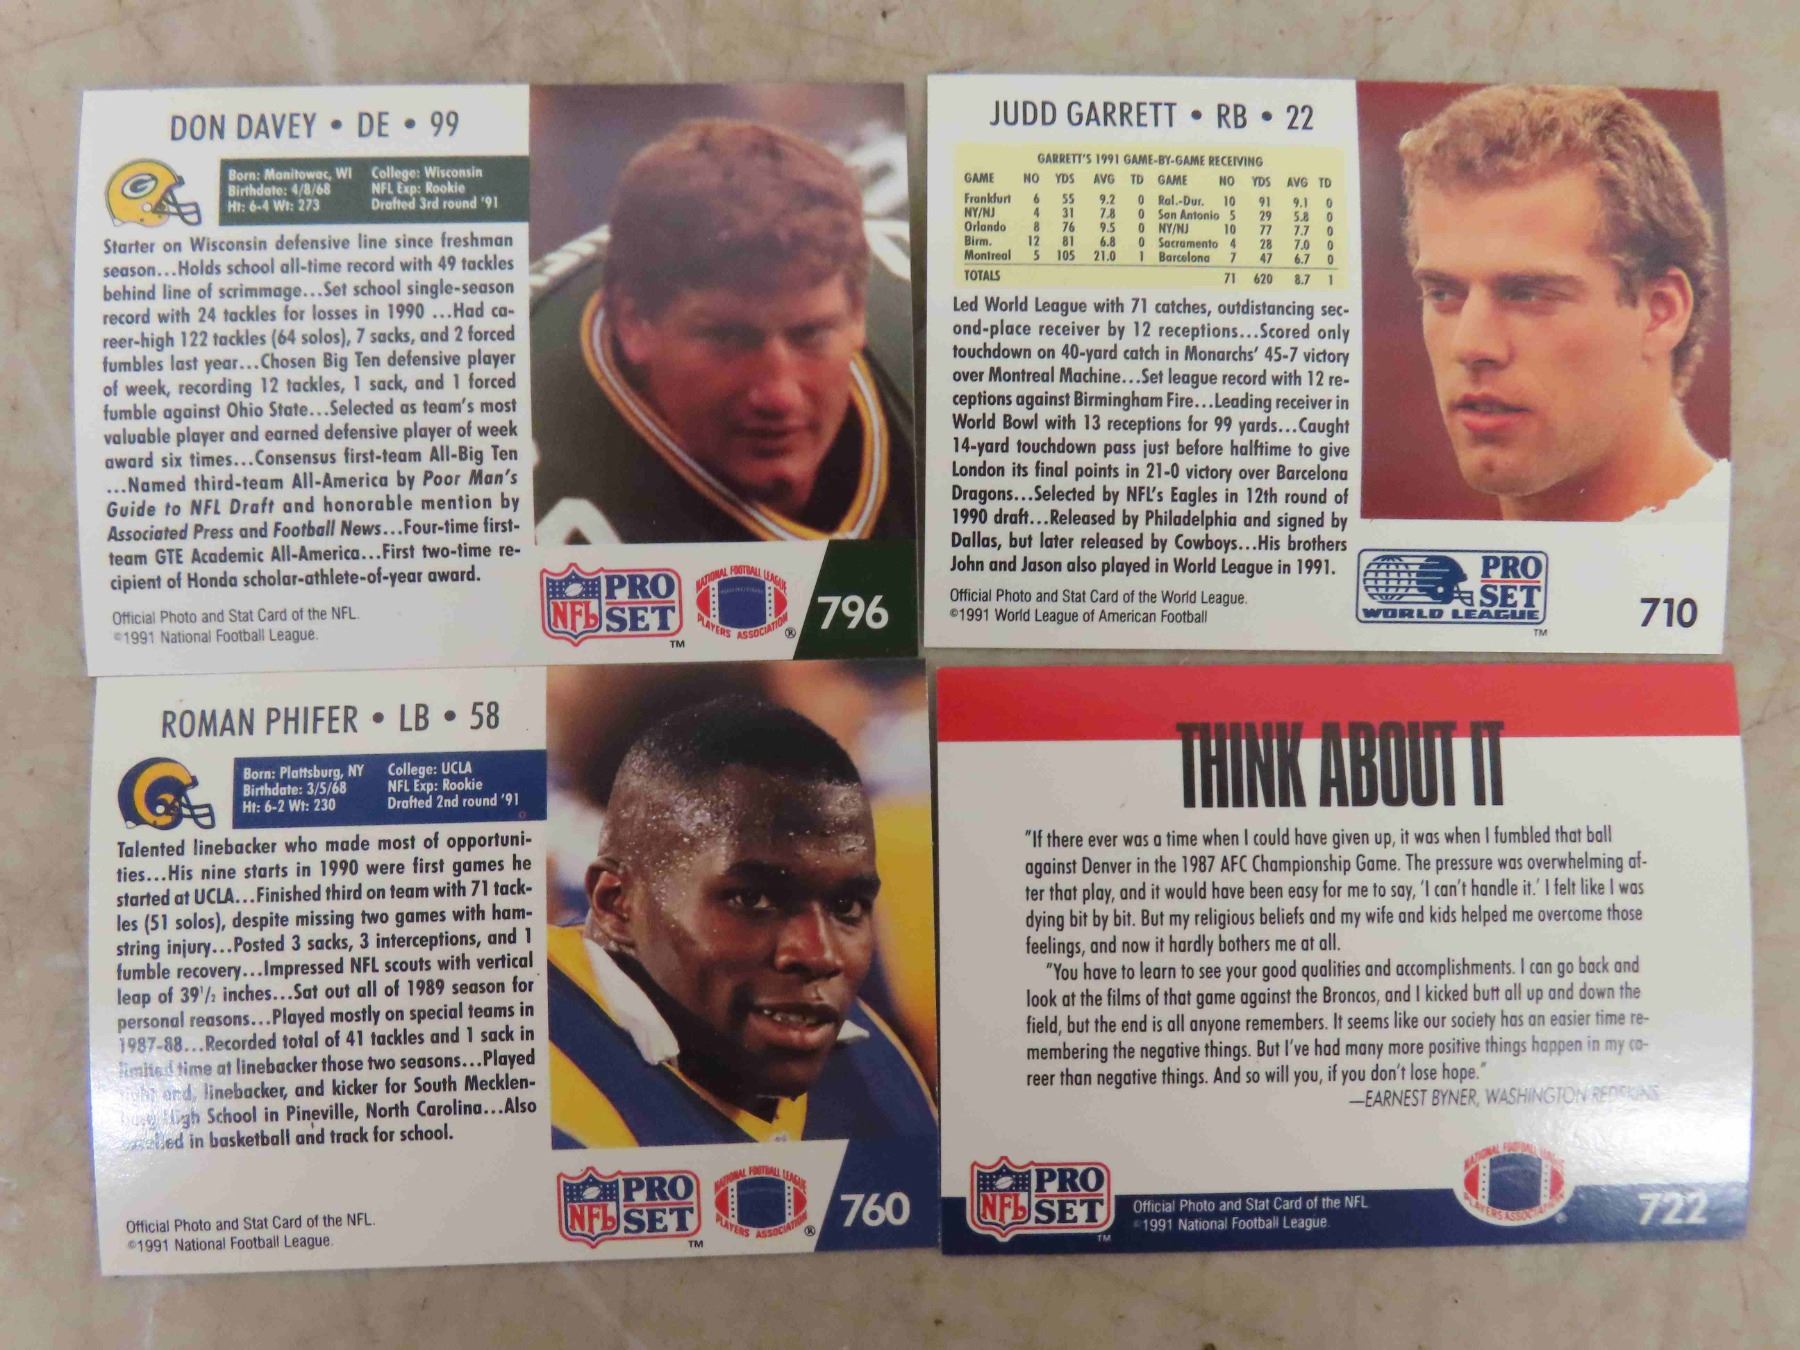 DON DAVEY • DE • 99
Born: Manitowac, WI College: Wisconsin
Birthdate: 4/8/68 NFL Exp: Rookie
Ht: 6-4 Wt: 273 Drafted 3rd round '91
G
Starter on Wisconsin defensive line since freshman
season...Holds school all-time record with 49 tackles
behind line of scrimmage...Set school single-season
record with 24 tackles for losses in 1990 ...Had ca-
reer-high 122 tackles (64 solos), 7 sacks, and 2 forced
fumbles last year...Chosen Big Ten defensive player
of week, recording 12 tackles, 1 sack, and 1 forced
fumble against Ohio State...Selected as team's most
valuable player and earned defensive player of week
award six times...Consensus first-team All-Big Ten
...Named third-team All-America by Poor Man's
Guide to NFL Draft and honorable mention by
Associated Press and Football News...Four-time first-
team GTE Academic All-America...First two-time re-
cipient of Honda scholar-athlete-of-year award.
Official Photo and Stat Card of the NFL.
©1991 National Football League.
NFL PRO SET ™
NATIONAL FOOTBALL LEAGUE
PLAYERS ASSOCIATION ®
796
JUDD GARRETT • RB • 22
GARRETT'S 1991 GAME-BY-GAME RECEIVING
GAME NO YDS AVG TD GAME NO YDS AVG TD
Frankfurt 6 55 9.2 0 Ral.-Dur. 10 91 9.1 0
NY/NJ 4 31 7.8 0 San Antonio 5 29 5.8 0
Orlando 8 76 9.5 0 NY/NJ 10 77 7.7 0
Birm. 12 81 6.8 0 Sacramento 4 28 7.0 0
Montreal 5 105 21.0 1 Barcelona 7 47 6.7 0
TOTALS 71 620 8.7 1
Led World League with 71 catches, outdistancing sec-
ond-place receiver by 12 receptions...Scored only
touchdown on 40-yard catch in Monarchs' 45-7 victory
over Montreal Machine...Set league record with 12 re-
ceptions against Birmingham Fire...Leading receiver in
World Bowl with 13 receptions for 99 yards...Caught
14-yard touchdown pass just before halftime to give
London its final points in 21-0 victory over Barcelona
Dragons...Selected by NFL's Eagles in 12th round of
1990 draft...Released by Philadelphia and signed by
Dallas, but later released by Cowboys...His brothers
John and Jason also played in World League in 1991.
Official Photo and Stat Card of the World League.
©1991 World League of American Football
PRO SET
WORLD LEAGUE ™
710
ROMAN PHIFER • LB • 58
Born: Plattsburg, NY College: UCLA
Birthdate: 3/5/68 NFL Exp: Rookie
Ht: 6-2 Wt: 230 Drafted 2nd round '91
Talented linebacker who made most of opportuni-
ties...His nine starts in 1990 were first games he
started at UCLA...Finished third on team with 71 tack-
les (51 solos), despite missing two games with ham-
string injury...Posted 3 sacks, 3 interceptions, and 1
fumble recovery...Impressed NFL scouts with vertical
leap of 39 1/2 inches...Sat out all of 1989 season for
personal reasons...Played mostly on special teams in
1987-88...Recorded total of 41 tackles and 1 sack in
limited time at linebacker those two seasons...Played
tight end, linebacker, and kicker for South Mecklen-
High School in Pineville, North Carolina...Also
in basketball and track for school.
Official Photo and Stat Card of the NFL.
©1991 National Football League.
NFL PRO SET ™
NATIONAL FOOTBALL LEAGUE
PLAYERS ASSOCIATION ®
760
THINK ABOUT IT
"If there ever was a time when I could have given up, it was when I fumbled that ball
against Denver in the 1987 AFC Championship Game. The pressure was overwhelming af-
ter that play, and it would have been easy for me to say, 'I can't handle it.' I felt like I was
dying bit by bit. But my religious beliefs and my wife and kids helped me overcome those
feelings, and now it hardly bothers me at all.
"You have to learn to see your good qualities and accomplishments. I can go back and
look at the films of that game against the Broncos, and I kicked butt all up and down the
field, but the end is all anyone remembers. It seems like our society has an easier time re-
membering the negative things. But I've had many more positive things happen in my ca-
reer than negative things. And so will you, if you don't lose hope."
—EARNEST BYNER, WASHINGTON REDSKINS
NFL PRO SET ™
Official Photo and Stat Card of the NFL
©1991 National Football League.
NATIONAL FOOTBALL LEAGUE
PLAYERS ASSOCIATION ®
722